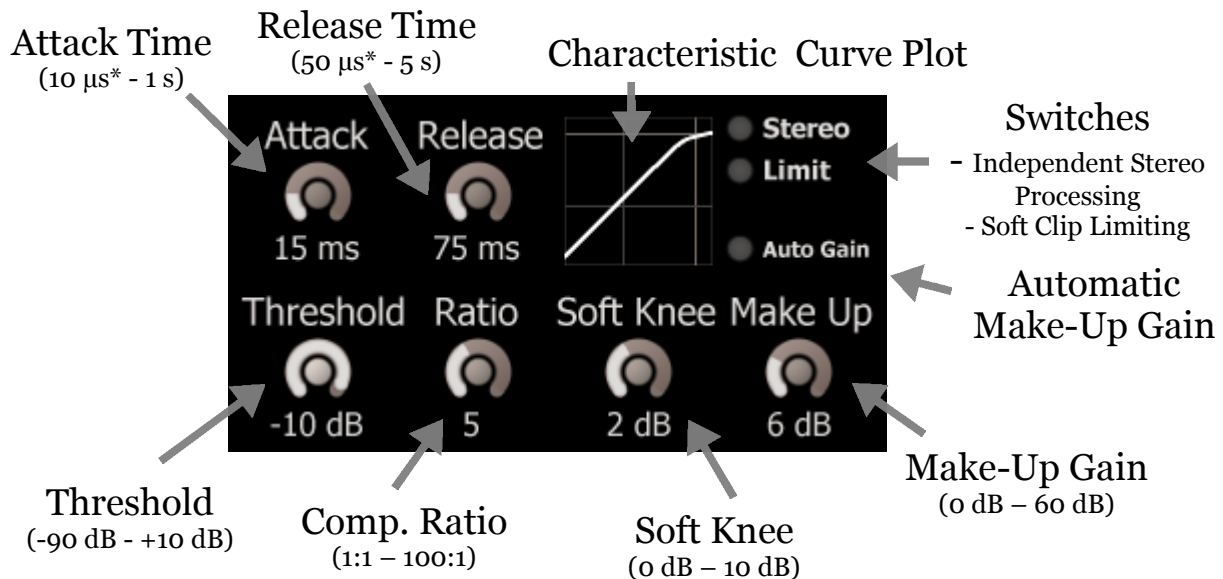 Attack Time
(10 µs* - 1 s)
Release Time
(50 µs* - 5 s)
Characteristic Curve Plot
Switches
- Independent Stereo
Processing
- Soft Clip Limiting
Automatic
Make-Up Gain
Attack
15 ms
Release
75 ms
Stereo
Limit
Auto Gain
Threshold
-10 dB
Ratio
5
Soft Knee
2 dB
Make Up
6 dB
Threshold
(-90 dB - +10 dB)
Comp. Ratio
(1:1 – 100:1)
Soft Knee
(0 dB – 10 dB)
Make-Up Gain
(0 dB – 60 dB)